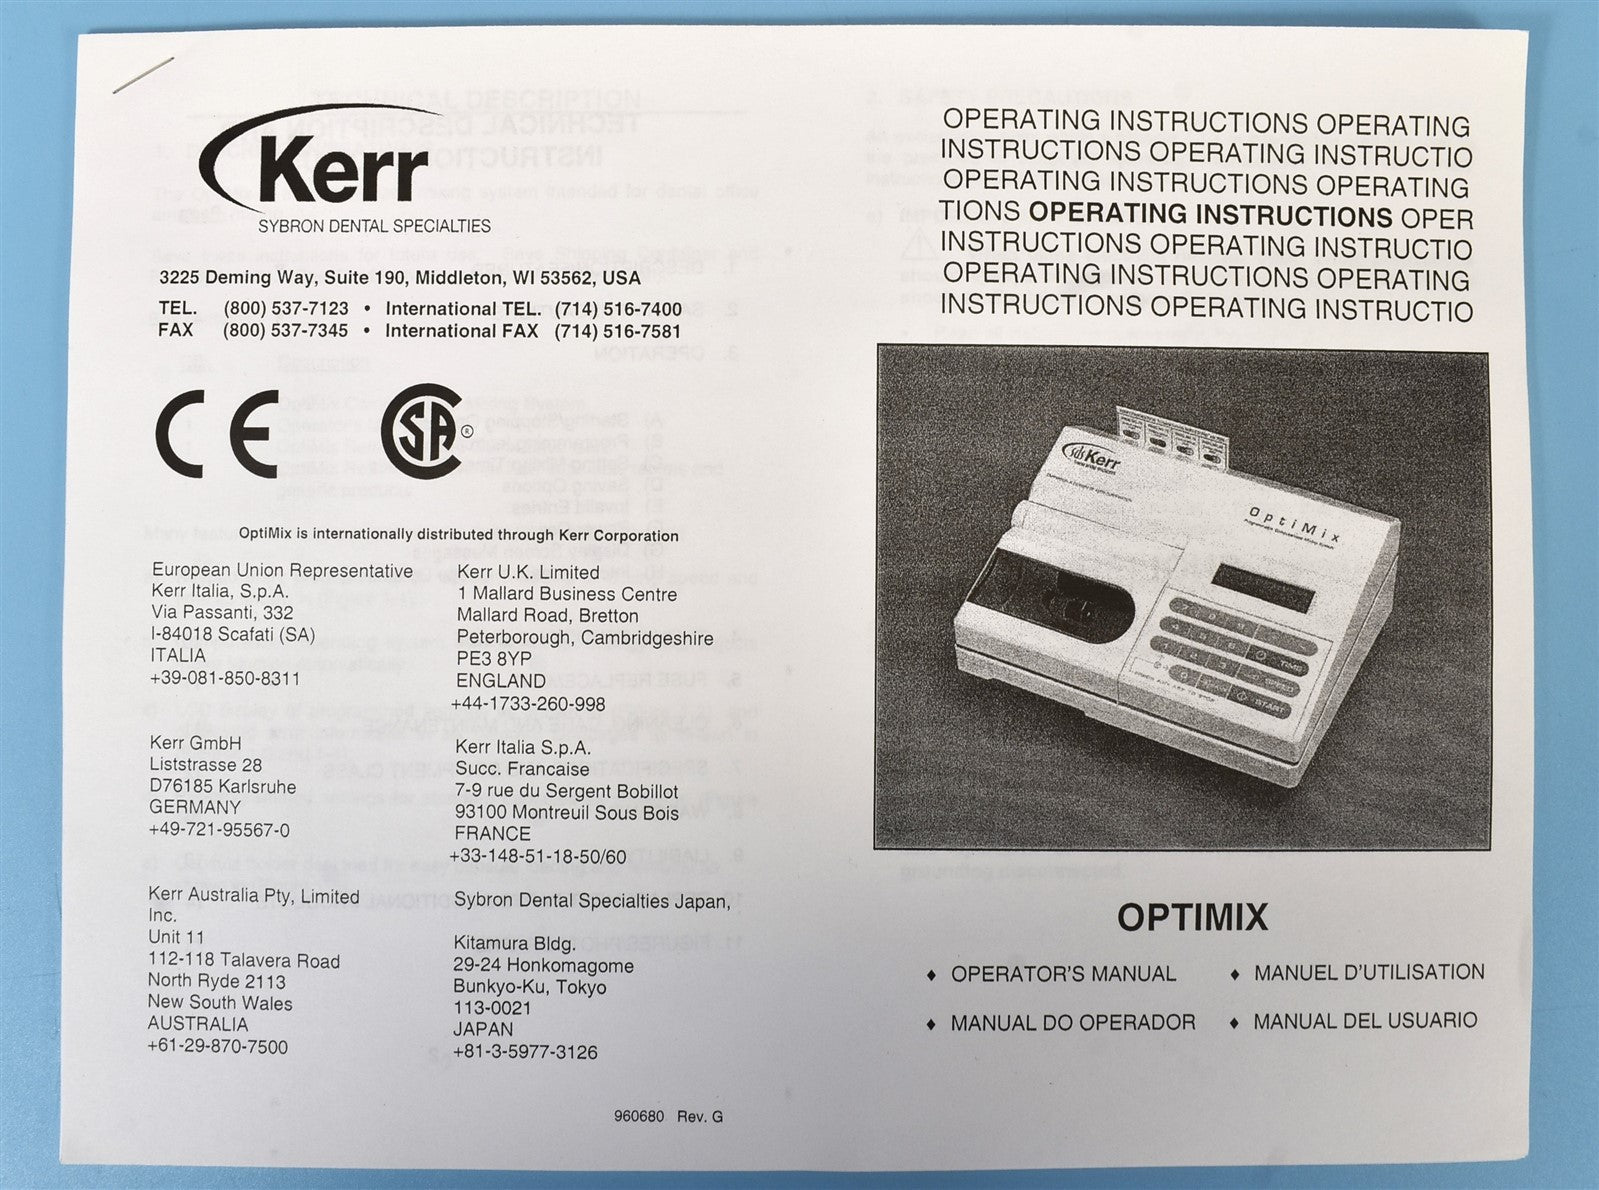 Kerr
SYBRON DENTAL SPECIALTIES
3225 Deming Way, Suite 190, Middleton, WI 53562, USA
TEL. (800) 537-7123 • International TEL. (714) 516-7400
FAX (800) 537-7345 • International FAX (714) 516-7581
CE
SA ®
OptiMix is internationally distributed through Kerr Corporation
European Union Representative
Kerr Italia, S.p.A.
Via Passanti, 332
I-84018 Scafati (SA)
ITALIA
+39-081-850-8311
Kerr U.K. Limited
1 Mallard Business Centre
Mallard Road, Bretton
Peterborough, Cambridgeshire
PE3 8YP
ENGLAND
+44-1733-260-998
Kerr GmbH
Liststrasse 28
D76185 Karlsruhe
GERMANY
+49-721-95567-0
Kerr Italia S.p.A.
Succ. Francaise
7-9 rue du Sergent Bobillot
93100 Montreuil Sous Bois
FRANCE
+33-148-51-18-50/60
Kerr Australia Pty, Limited
Inc.
Unit 11
112-118 Talavera Road
North Ryde 2113
New South Wales
AUSTRALIA
+61-29-870-7500
Sybron Dental Specialties Japan,
Kitamura Bldg.
29-24 Honkomagome
Bunkyo-Ku, Tokyo
113-0021
JAPAN
+81-3-5977-3126
960680 Rev. G
OPERATING INSTRUCTIONS OPERATING
INSTRUCTIONS OPERATING INSTRUCTIO
OPERATING INSTRUCTIONS OPERATING
TIONS OPERATING INSTRUCTIONS OPER
INSTRUCTIONS OPERATING INSTRUCTIO
OPERATING INSTRUCTIONS OPERATING
INSTRUCTIONS OPERATING INSTRUCTIO
sds Kerr
OptiMix
TIME
SPEED
START
OPTIMIX
♦ OPERATOR'S MANUAL ♦ MANUEL D'UTILISATION
♦ MANUAL DO OPERADOR ♦ MANUAL DEL USUARIO